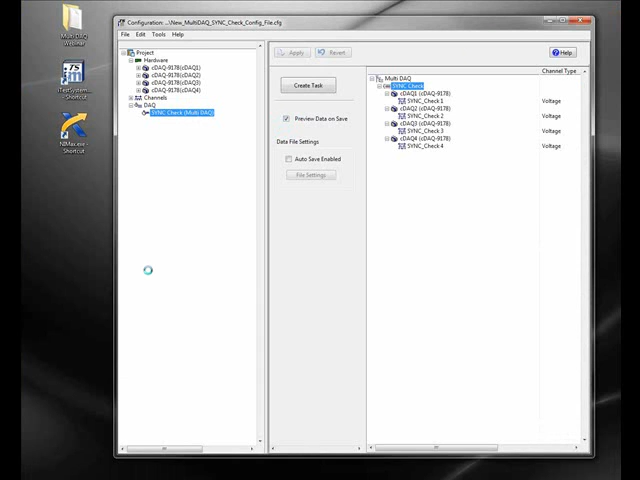 Multi DAQ
Webinar
iTestSystem...
- Shortcut
NIMax.exe -
Shortcut
Configuration: ...\New_MultiDAQ_SYNC_Check_Config_File.cfg
File Edit Tools Help
Project
Hardware
cDAQ-9178(cDAQ1)
cDAQ-9178(cDAQ2)
cDAQ-9178(cDAQ3)
cDAQ-9178(cDAQ4)
Channels
DAQ
SYNC Check (Multi DAQ)
Apply Revert Help
Create Task
Preview Data on Save
Data File Settings
Auto Save Enabled
File Settings
Channel Type
Multi DAQ
SYNC Check
cDAQ1 (cDAQ-9178)
SYNC_Check 1 Voltage
cDAQ2 (cDAQ-9178)
SYNC_Check 2 Voltage
cDAQ3 (cDAQ-9178)
SYNC_Check 3 Voltage
cDAQ4 (cDAQ-9178)
SYNC_Check 4 Voltage